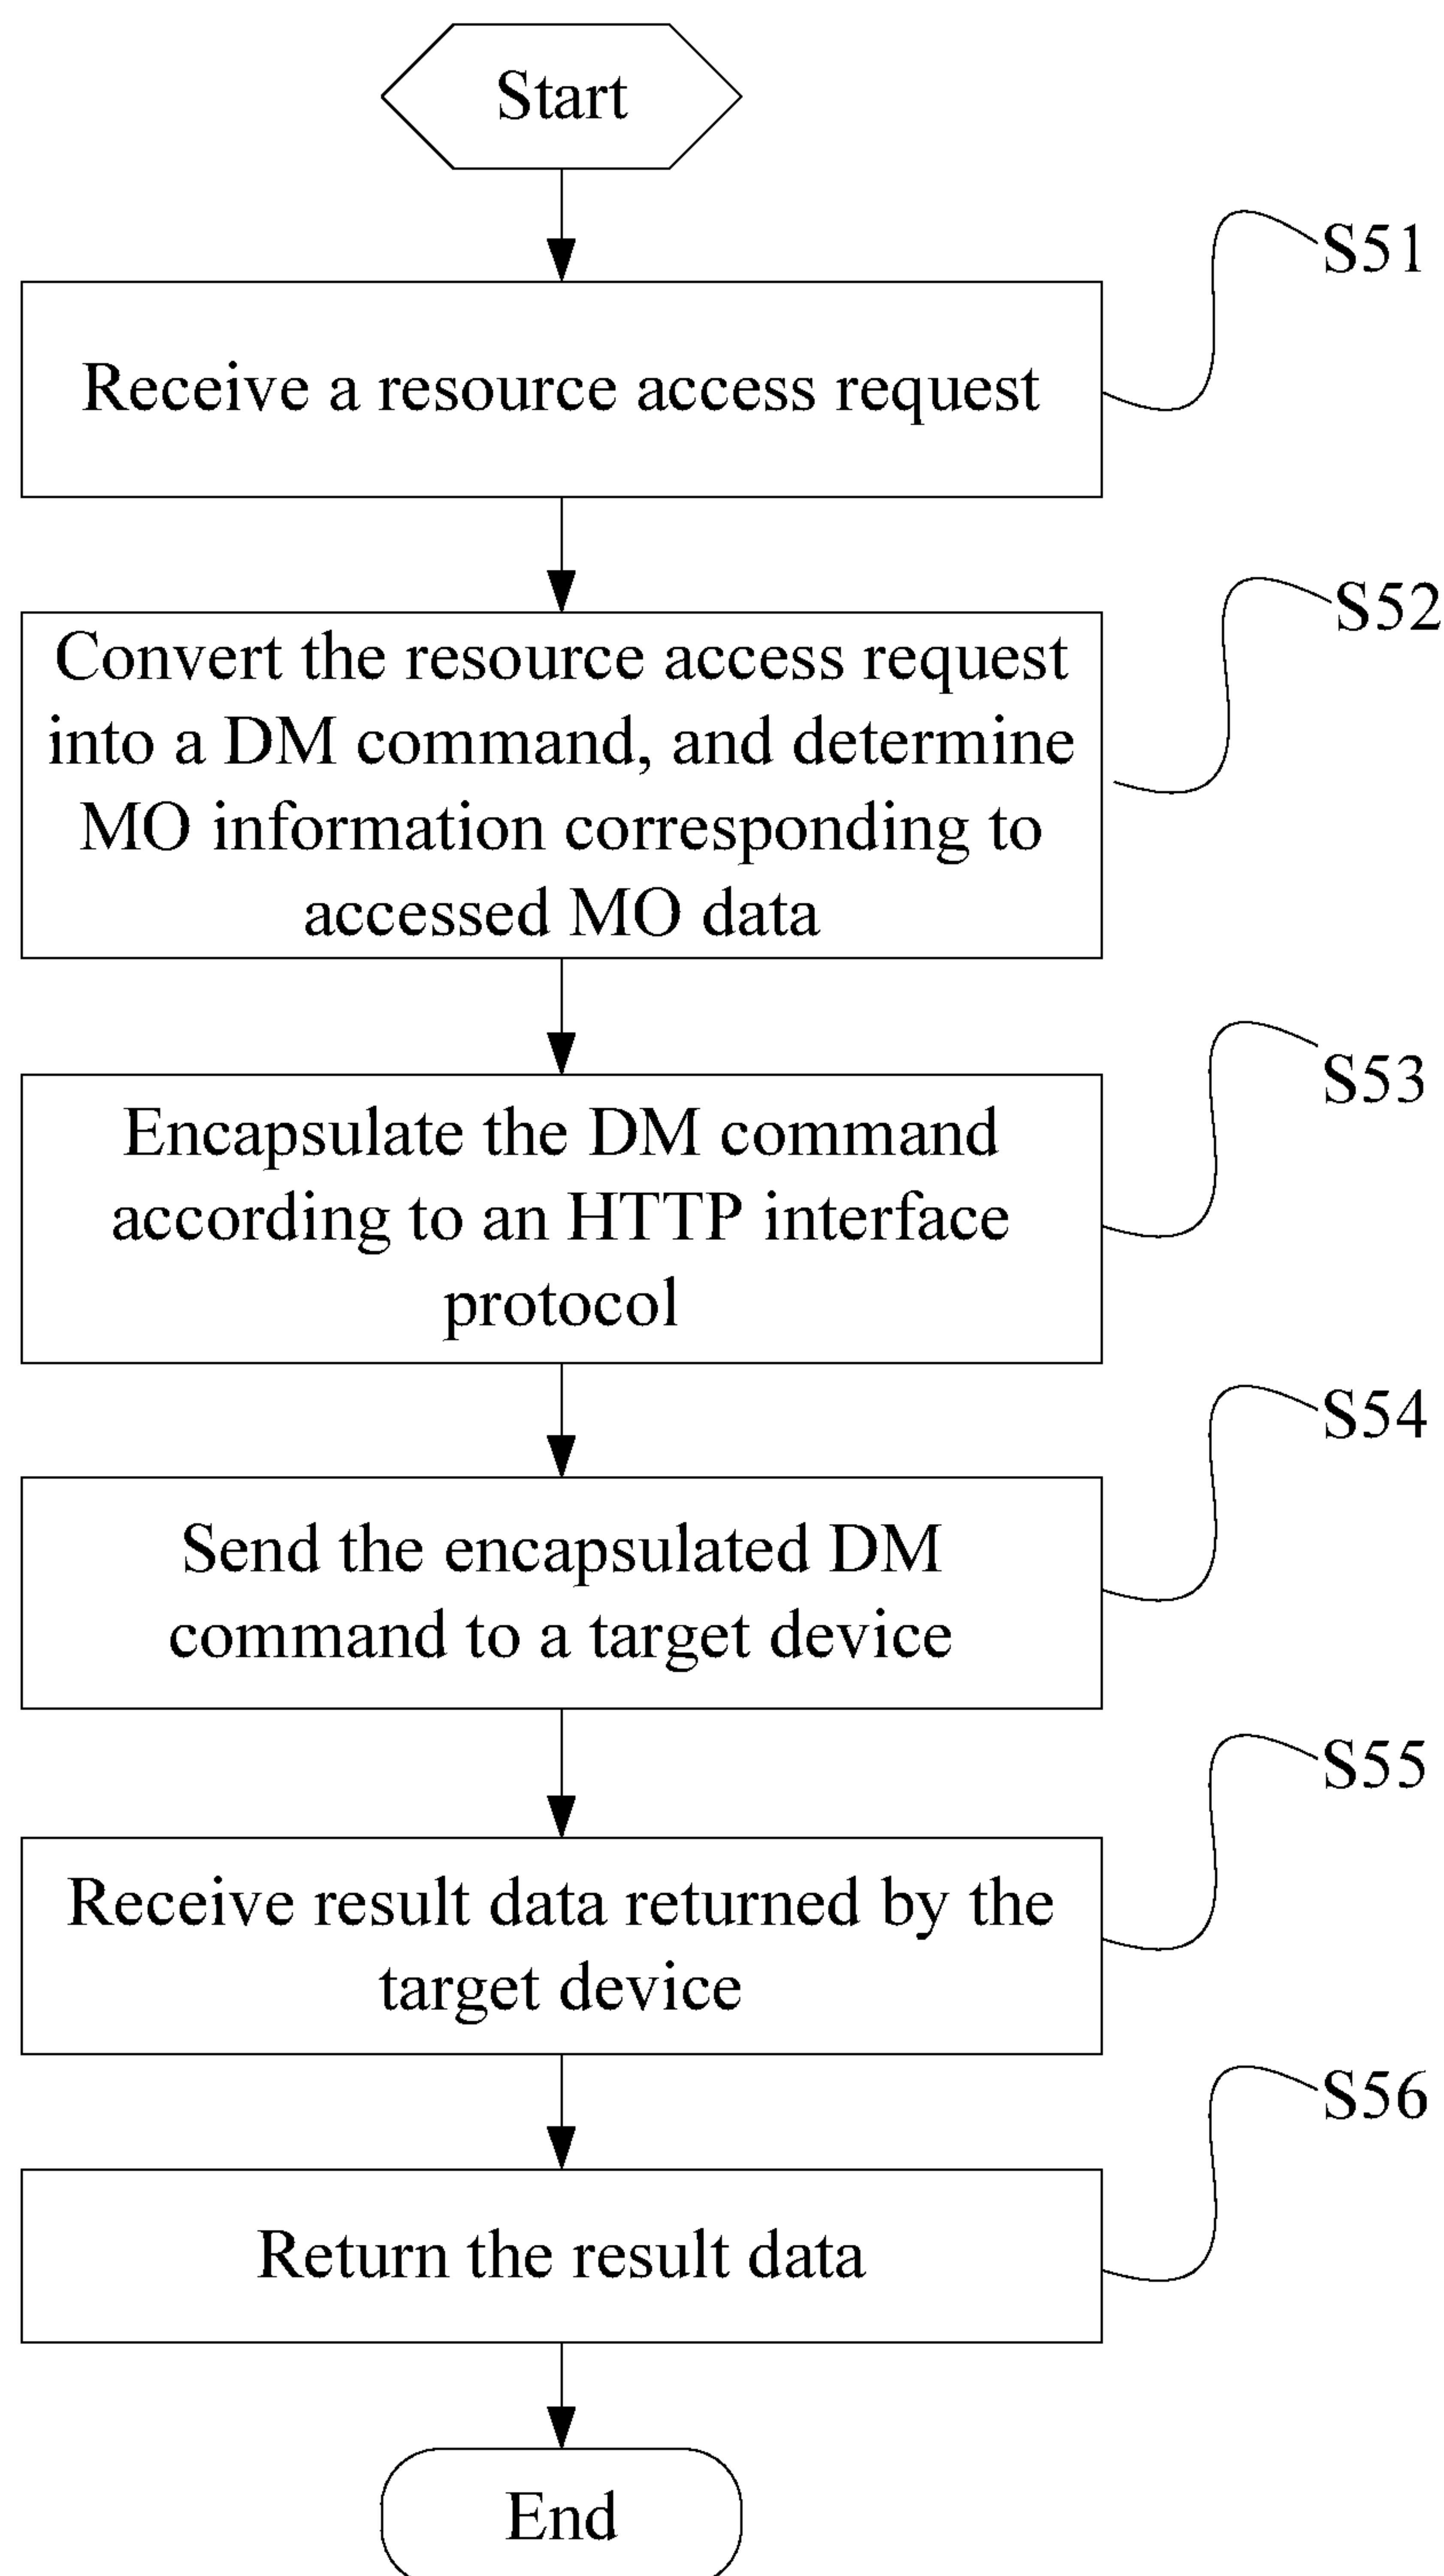 Start
S51
Receive a resource access request
S52
Convert the resource access request
into a DM command, and determine
MO information corresponding to
accessed MO data
S53
Encapsulate the DM command
according to an HTTP interface
protocol
S54
Send the encapsulated DM
command to a target device
S55
Receive result data returned by the
target device
S56
Return the result data
End